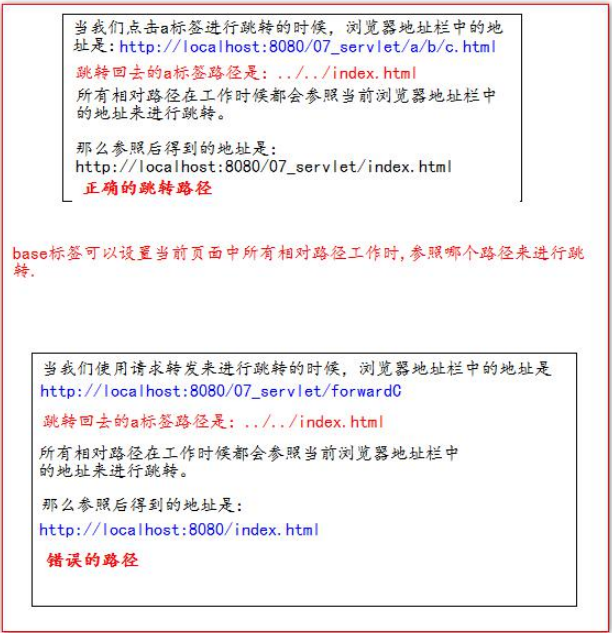 当我们点击a标签进行跳转的时候，浏览器地址栏中的地
址是:http://localhost:8080/07_servlet/a/b/c.html
跳转回去的a标签路径是：../../index.html
所有相对路径在工作时候都会参照当前浏览器地址栏中
的地址来进行跳转。
那么参照后得到的地址是：
http://localhost:8080/07_servlet/index.html
正确的跳转路径
base标签可以设置当前页面中所有相对路径工作时,参照哪个路径来进行跳
转.
当我们使用请求转发来进行跳转的时候，浏览器地址栏中的地址是
http://localhost:8080/07_servlet/forwardC
跳转回去的a标签路径是：../../index.html
所有相对路径在工作时候都会参照当前浏览器地址栏中
的地址来进行跳转。
那么参照后得到的地址是：
http://localhost:8080/index.html
错误的路径